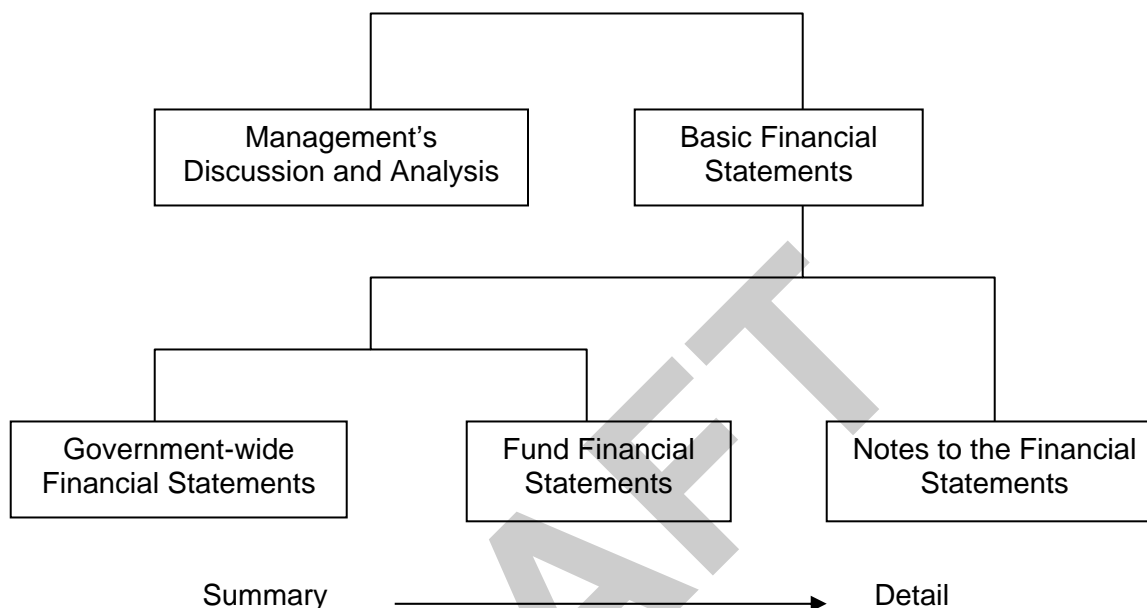 Management’s
Discussion and Analysis
Basic Financial
Statements
Government-wide
Financial Statements
Fund Financial
Statements
Notes to the Financial
Statements
Summary
Detail
AFT